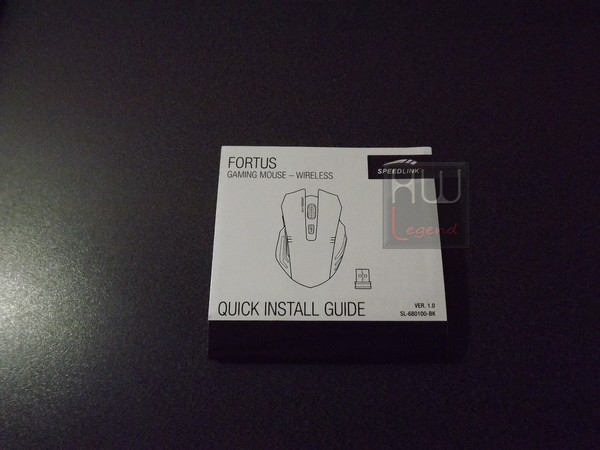 FORTUS
GAMING MOUSE – WIRELESS
SPEEDLINK
HW
Legend
QUICK INSTALL GUIDE
VER. 1.0
SL-680100-BK